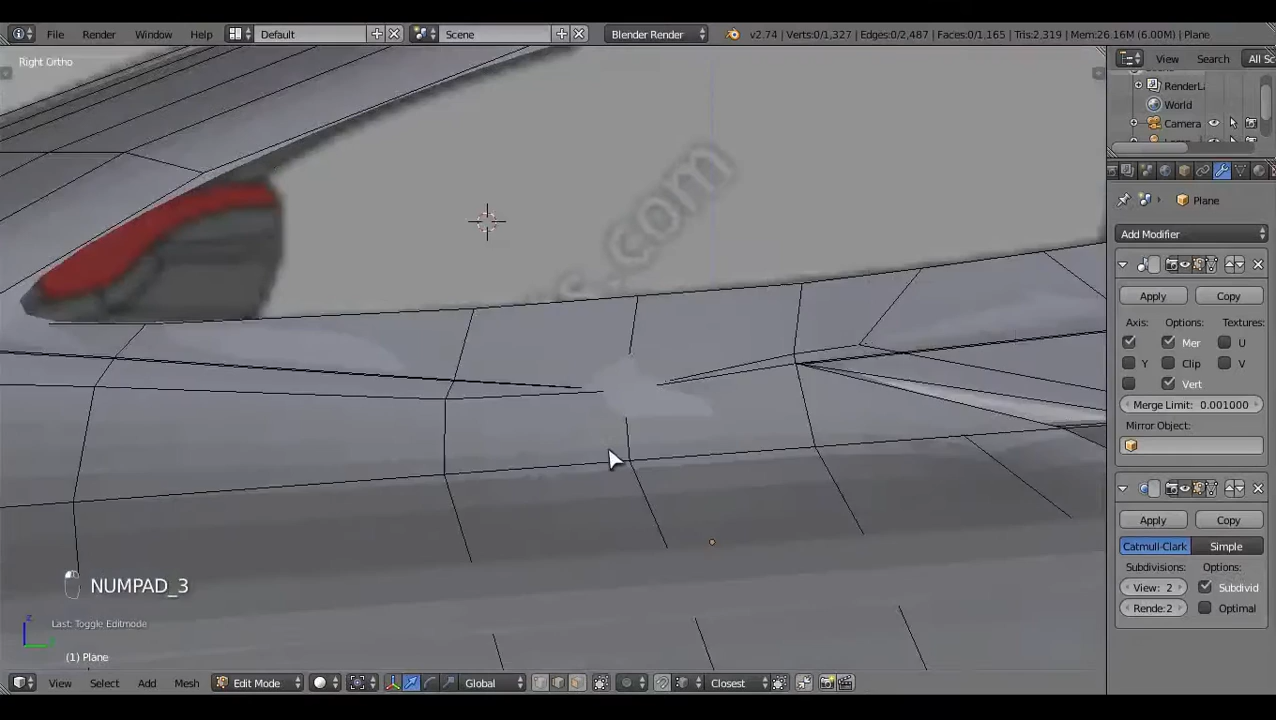 File Render Window Help Default Scene Blender Render v2.74 | Verts:0/1,327 | Edges:0/2,487 | Faces:0/1,165 | Tris:2,319 | Mem:26.16M (6.00M) | Plane
Right Ortho
View Search All Sc
RenderLa
World
Camera
Plane
Add Modifier
Apply Copy
Axis: Options: Textures:
X Mer U
Y Clip V
Z Vert
Merge Limit: 0.001000
Mirror Object:
Apply Copy
Catmull-Clark Simple
Subdivisions: Options:
View: 2 Subdivid
Rende: 2 Optimal
s.com
NUMPAD_3
z
Last: Toggle Editmode
(1) Plane
View Select Add Mesh Edit Mode Global Closest